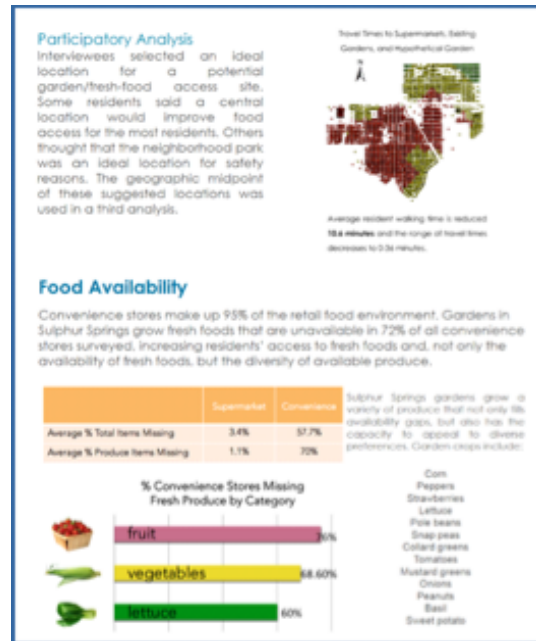 Participatory Analysis
Interviewees selected an ideal
location for a potential
garden/fresh-food access site.
Some residents said a central
location would improve food
access for the most residents. Others
thought that the neighborhood park
was an ideal location for safety
reasons. The geographic midpoint
of these suggested locations was
used in a third analysis.
Travel Times to Supermarkets, Existing
Gardens, and Hypothetical Garden
N
Average resident walking time is reduced
10.6 minutes and the range of travel times
decreases to 0.36 minutes.
Food Availability
Convenience stores make up 95% of the retail food environment. Gardens in
Sulphur Springs grow fresh foods that are unavailable in 72% of all convenience
stores surveyed, increasing residents' access to fresh foods and, not only the
availability of fresh foods, but the diversity of available produce.
Supermarket Convenience
Average % Total Items Missing 3.4% 57.7%
Average % Produce Items Missing 1.1% 70%
Sulphur Springs gardens grow a
variety of produce that not only fills
availability gaps, but also has the
capacity to appeal to diverse
preferences. Garden crops include:
Corn
Peppers
Strawberries
Lettuce
Pole beans
Snap peas
Collard greens
Tomatoes
Mustard greens
Onions
Peanuts
Basil
Sweet potato
% Convenience Stores Missing
Fresh Produce by Category
fruit 76%
vegetables 68.60%
lettuce 60%